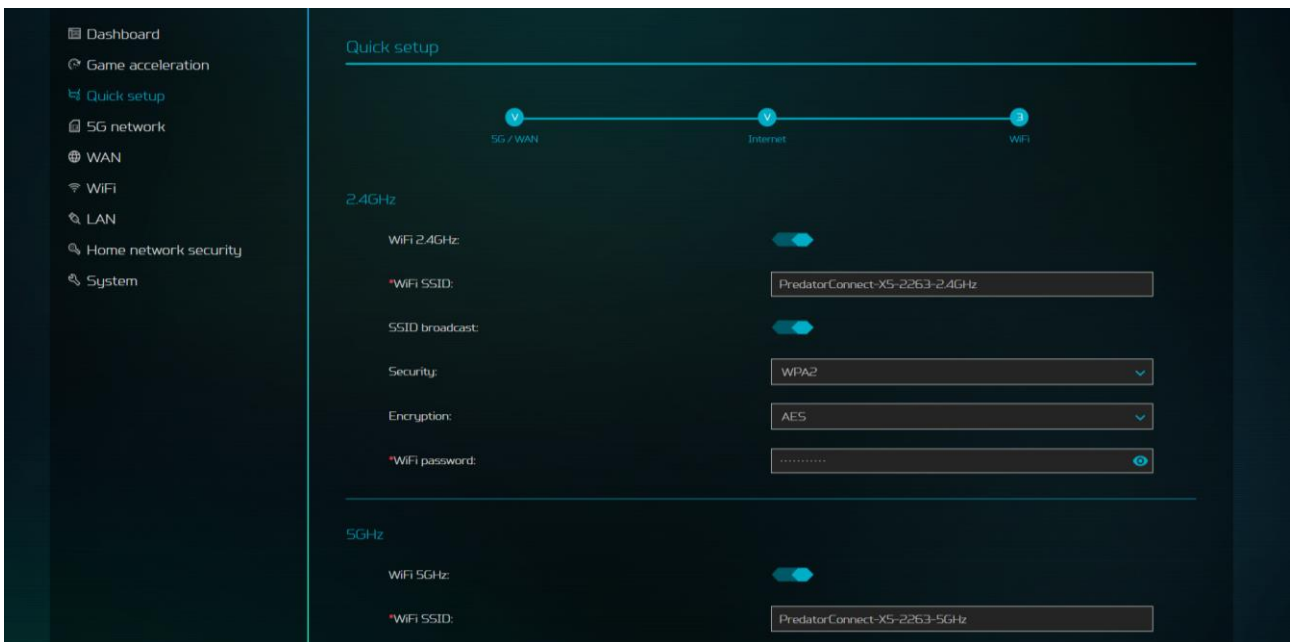 Dashboard
Game acceleration
Quick setup
5G network
WAN
WiFi
LAN
Home network security
System
Quick setup
V V 3
5G / WAN Internet WiFi
2.4GHz
WiFi 2.4GHz:
*WiFi SSID: PredatorConnect-X5-2263-2.4GHz
SSID broadcast:
Security: WPA2
Encryption: AES
*WiFi password: ···········
5GHz
WiFi 5GHz:
*WiFi SSID: PredatorConnect-X5-2263-5GHz